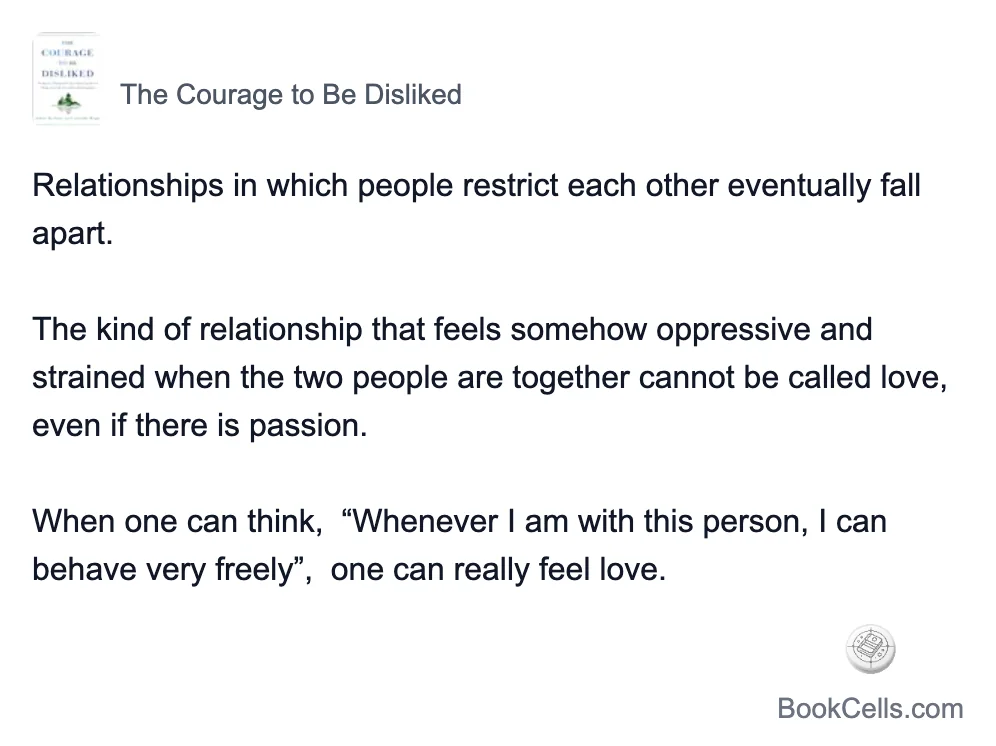 THE
COURAGE
TO BE
DISLIKED
The Courage to Be Disliked
Relationships in which people restrict each other eventually fall
apart.
The kind of relationship that feels somehow oppressive and
strained when the two people are together cannot be called love,
even if there is passion.
When one can think,  “Whenever I am with this person, I can
behave very freely”,  one can really feel love.
BookCells.com